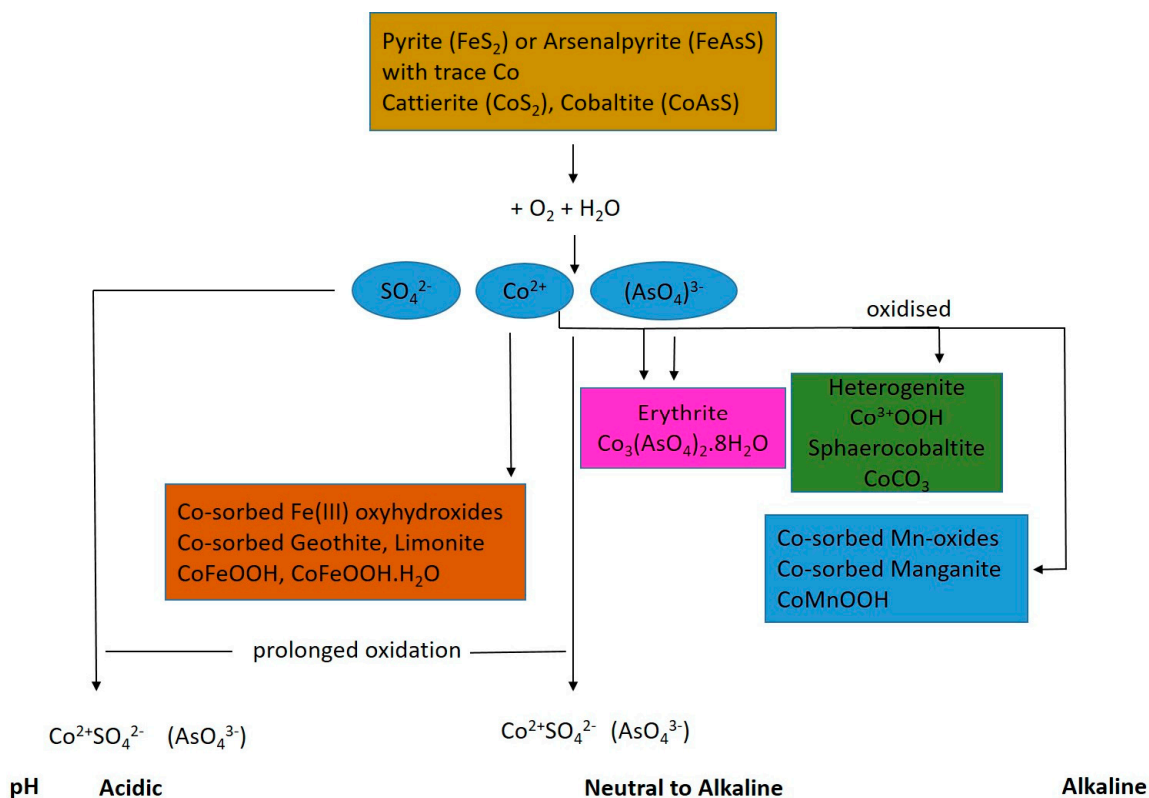 Pyrite (FeS₂) or Arsenalpyrite (FeAsS)
with trace Co
Cattierite (CoS₂), Cobaltite (CoAsS)
+ O₂ + H₂O
SO₄²⁻
Co²⁺
(AsO₄)³⁻
oxidised
Erythrite
Co₃(AsO₄)₂.8H₂O
Heterogenite
Co³⁺OOH
Sphaerocobaltite
CoCO₃
Co-sorbed Fe(III) oxyhydroxides
Co-sorbed Geothite, Limonite
CoFeOOH, CoFeOOH.H₂O
Co-sorbed Mn-oxides
Co-sorbed Manganite
CoMnOOH
prolonged oxidation
Co²⁺SO₄²⁻ (AsO₄³⁻)
Co²⁺SO₄²⁻ (AsO₄³⁻)
pH Acidic Neutral to Alkaline Alkaline